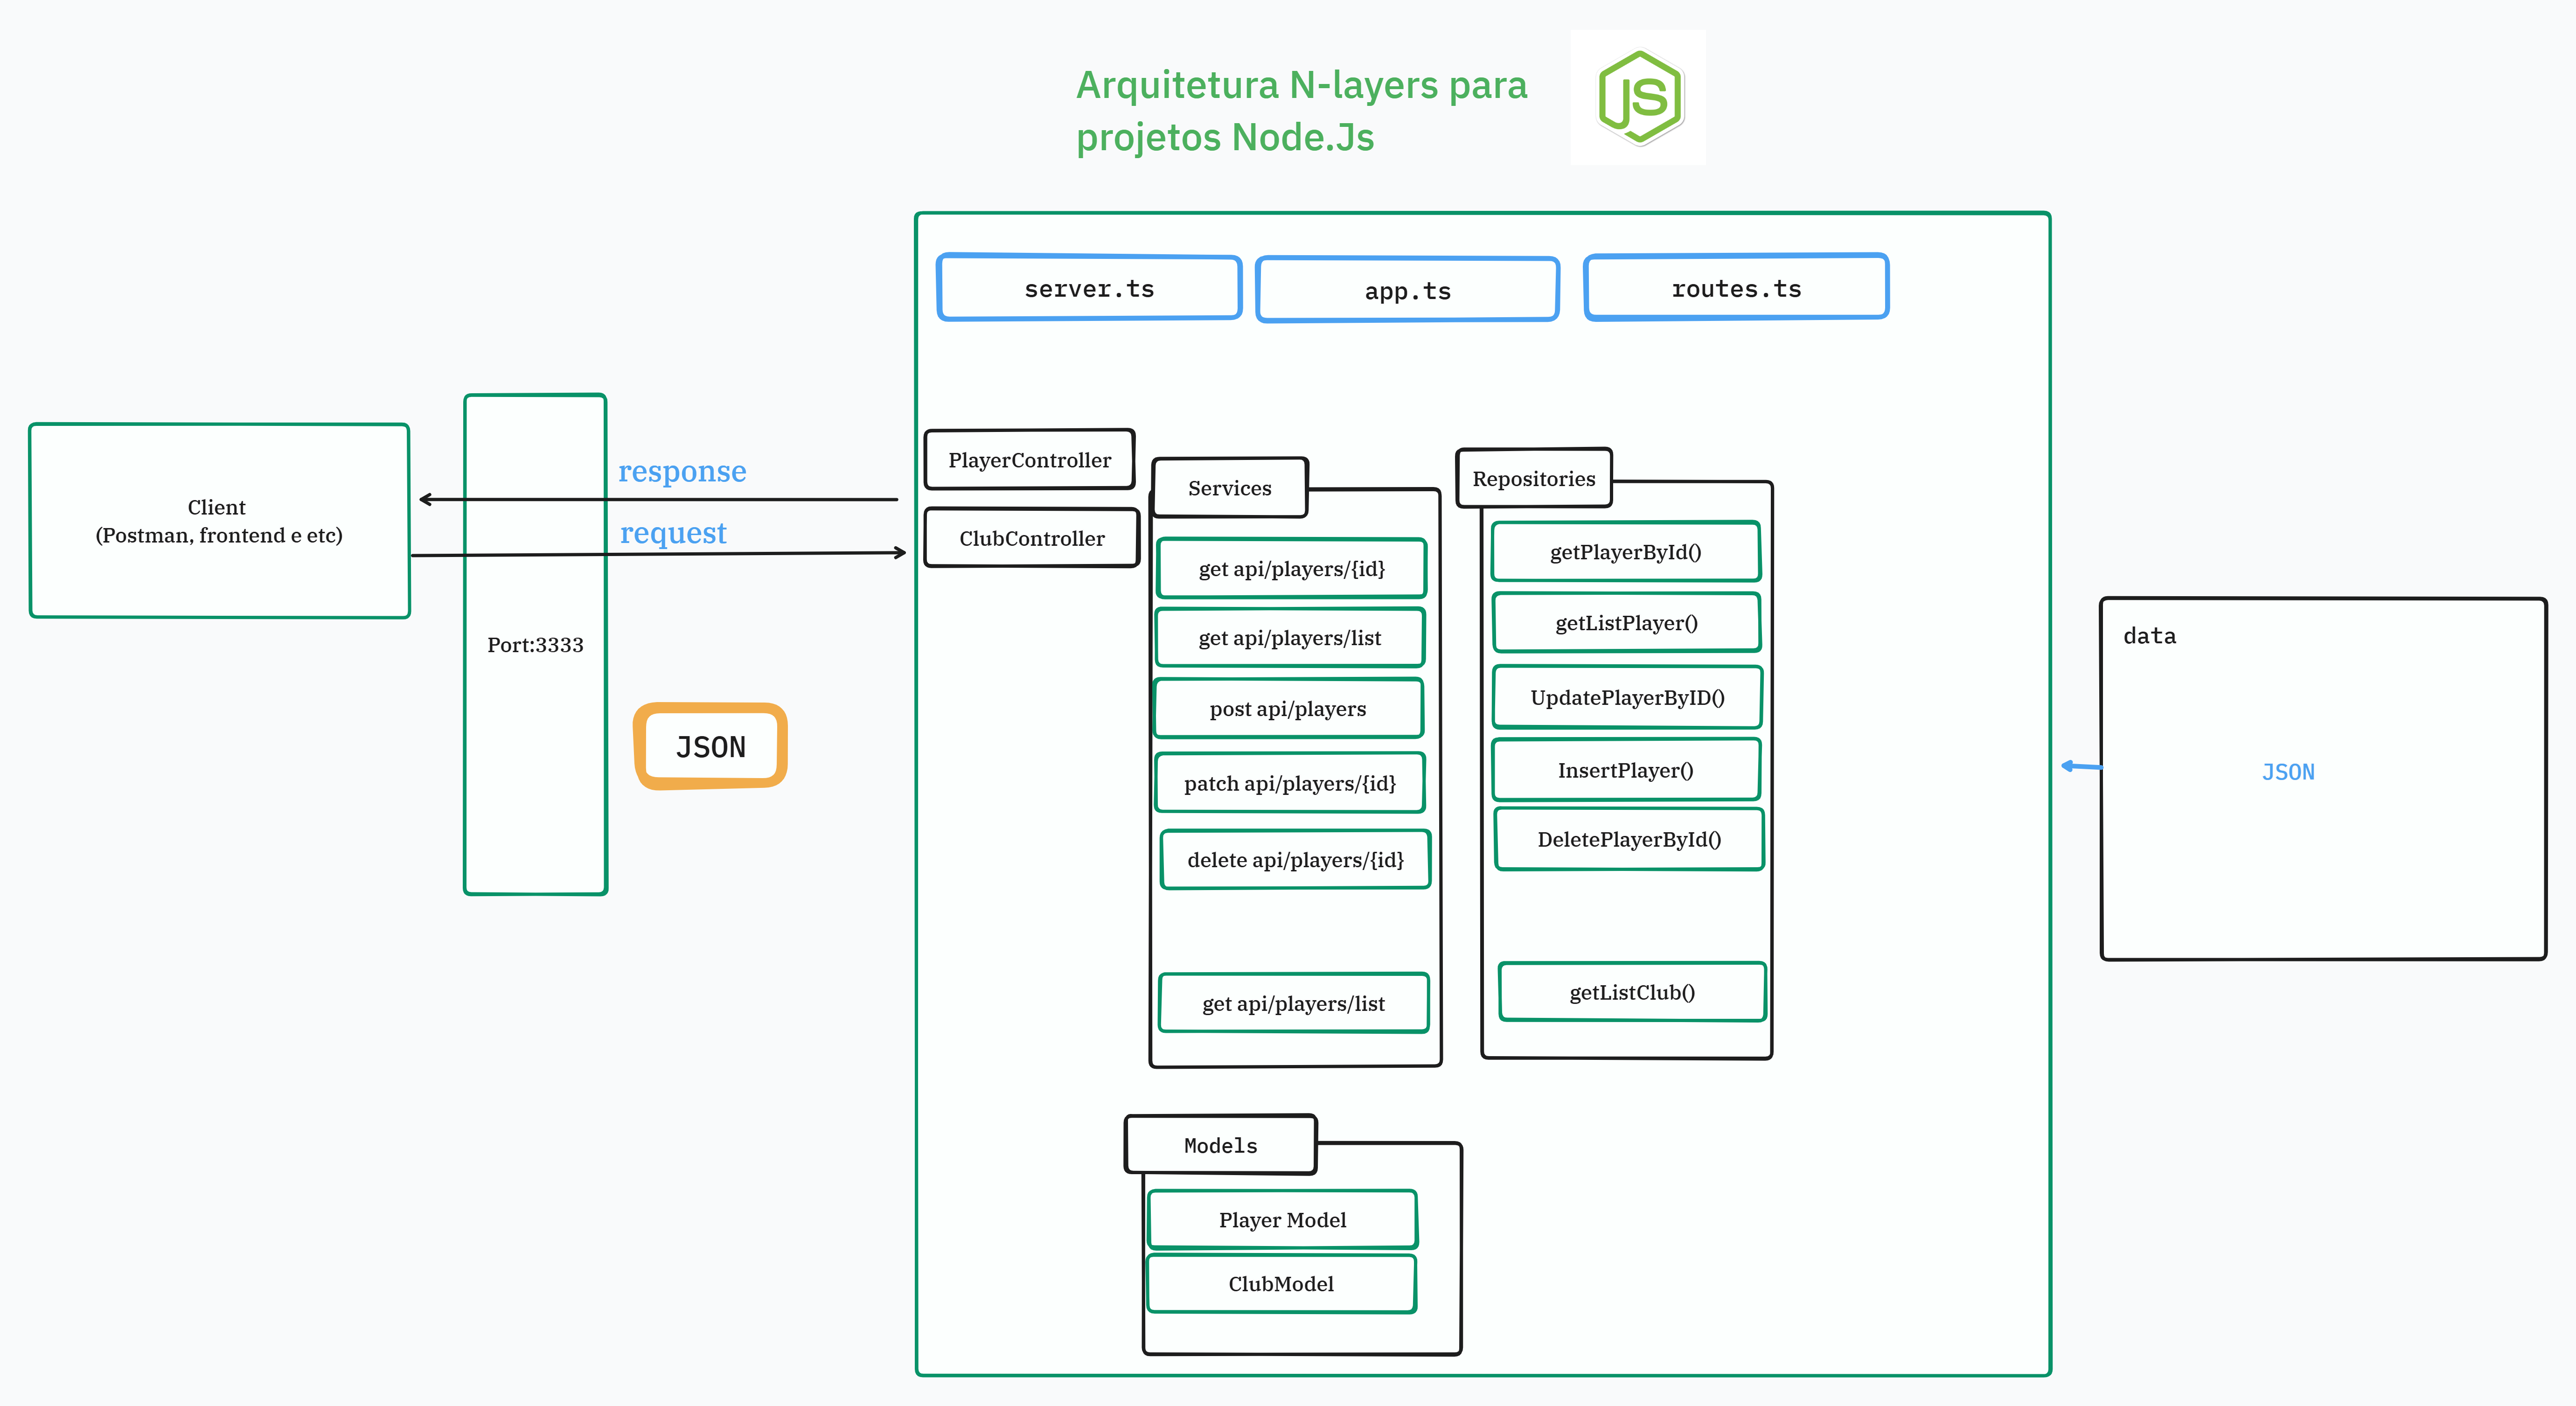 Arquitetura N-layers para
projetos Node.Js
JS
server.ts
app.ts
routes.ts
Client
(Postman, frontend e etc)
Port:3333
response
request
JSON
PlayerController
ClubController
Services
get api/players/{id}
get api/players/list
post api/players
patch api/players/{id}
delete api/players/{id}
get api/players/list
Repositories
getPlayerById()
getListPlayer()
UpdatePlayerByID()
InsertPlayer()
DeletePlayerById()
getListClub()
Models
Player Model
ClubModel
data
JSON